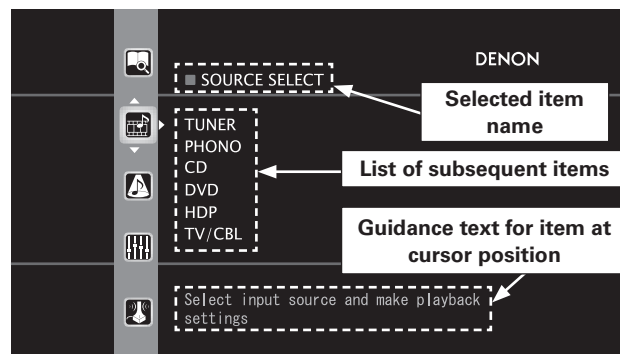 DENON
■ SOURCE SELECT
Selected item
name
TUNER
PHONO
CD
DVD
HDP
TV/CBL
List of subsequent items
Guidance text for item at
cursor position
Select input source and make playback
settings